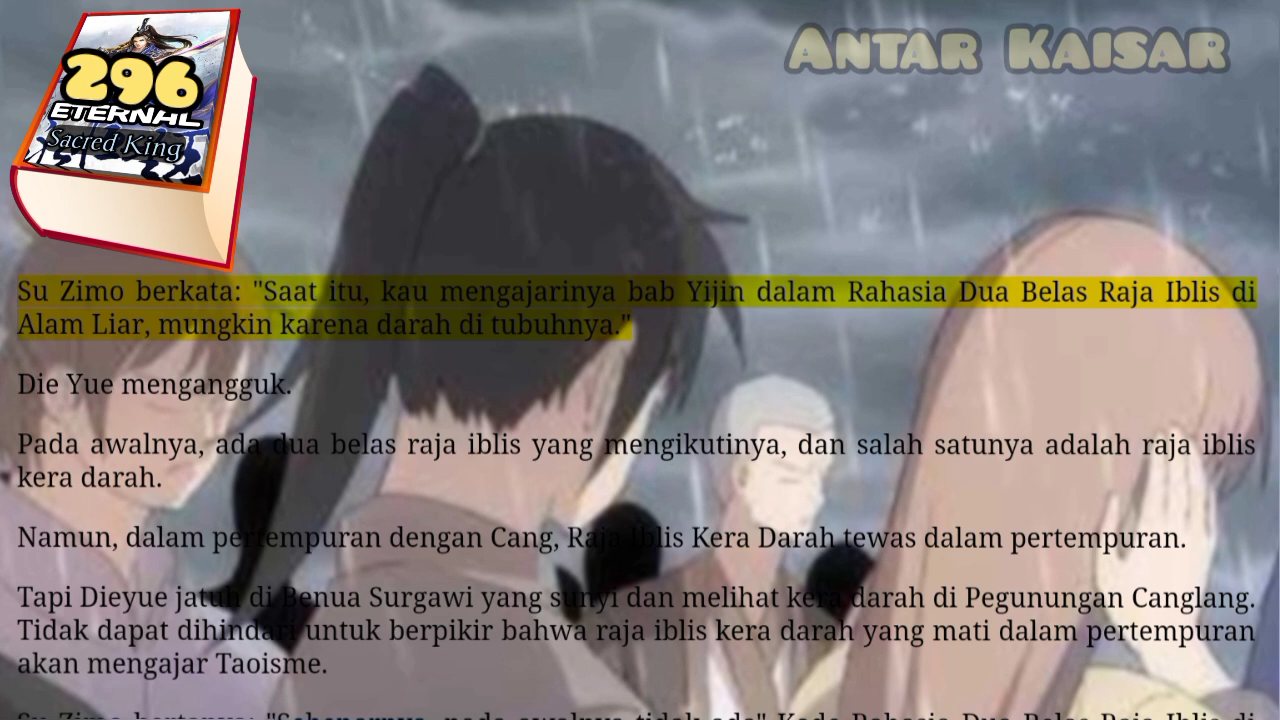 296
ETERNAL
Sacred King
ANTAR KAISAR
Su Zimo berkata: "Saat itu, kau mengajarinya bab Yijin dalam Rahasia Dua Belas Raja Iblis di
Alam Liar, mungkin karena darah di tubuhnya."
Die Yue mengangguk.
Pada awalnya, ada dua belas raja iblis yang mengikutinya, dan salah satunya adalah raja iblis
kera darah.
Namun, dalam pertempuran dengan Cang, Raja Iblis Kera Darah tewas dalam pertempuran.
Tapi Dieyue jatuh di Benua Surgawi yang sunyi dan melihat kera darah di Pegunungan Canglang.
Tidak dapat dihindari untuk berpikir bahwa raja iblis kera darah yang mati dalam pertempuran
akan mengajar Taoisme.